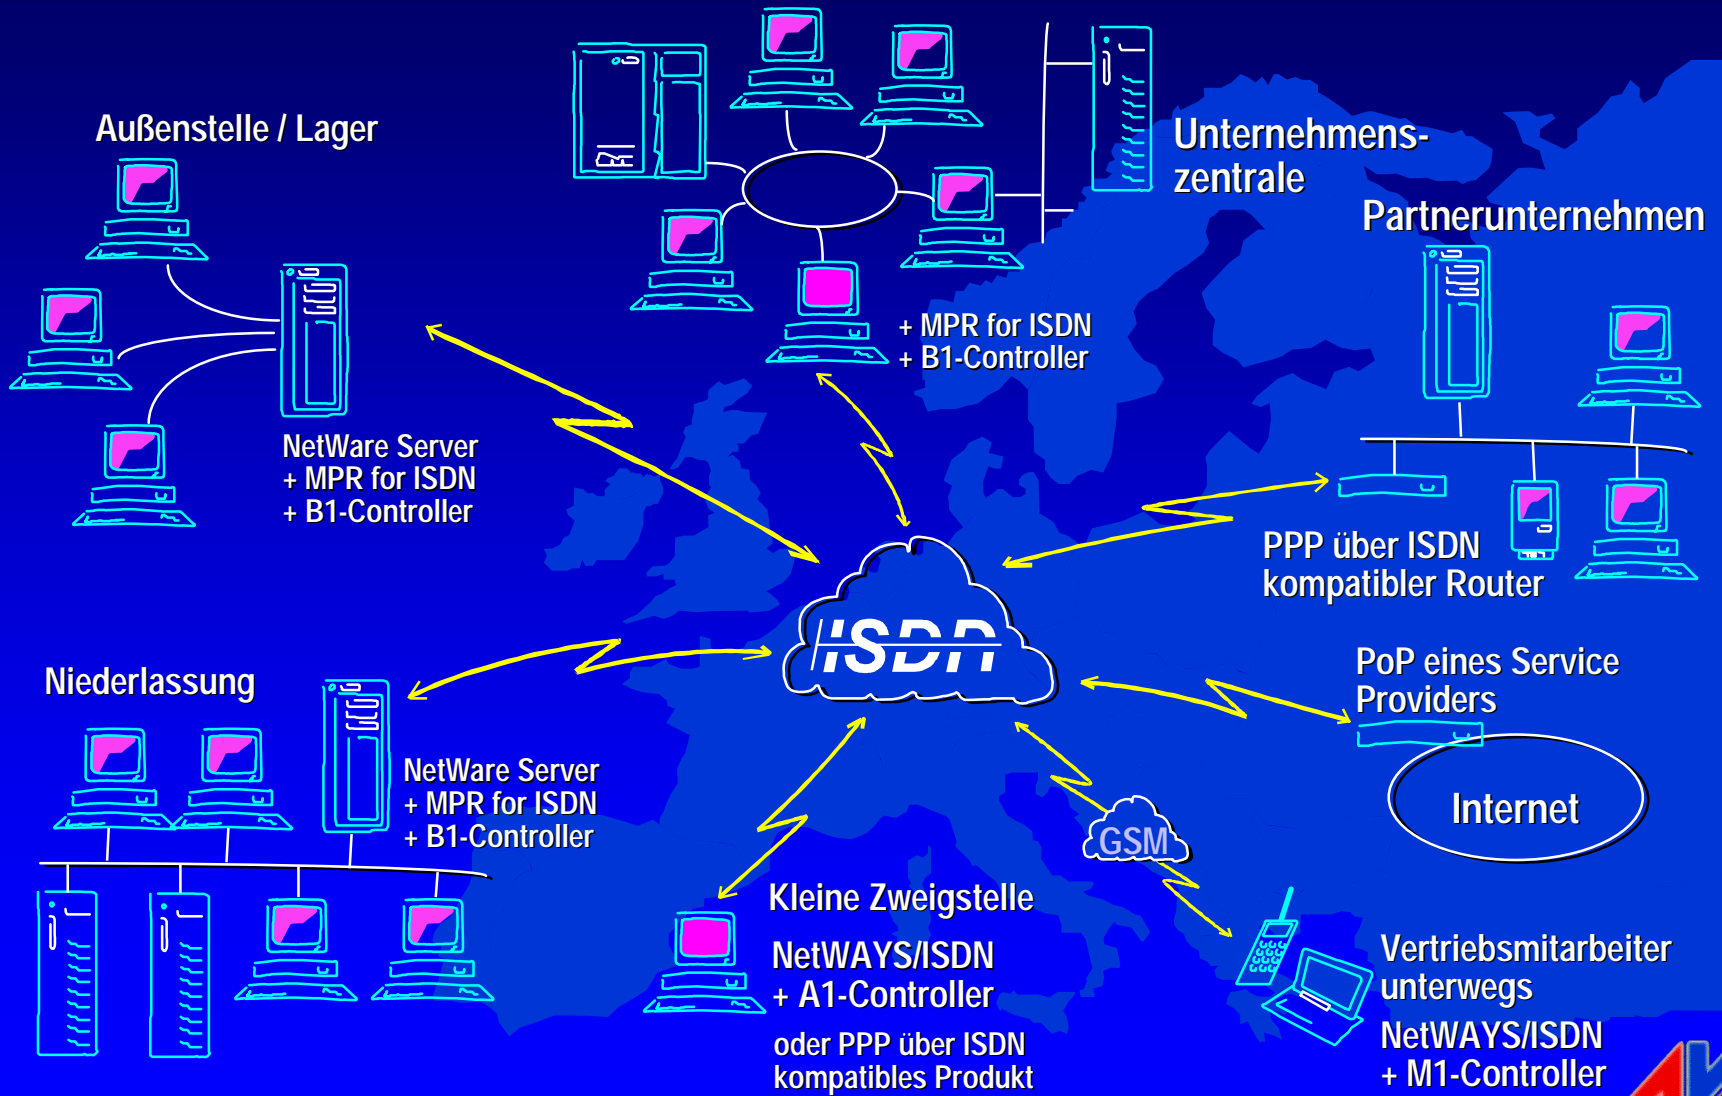 Außenstelle / Lager
NetWare Server
+ MPR for ISDN
+ B1-Controller
Unternehmens-
zentrale
+ MPR for ISDN
+ B1-Controller
Partnerunternehmen
PPP über ISDN
kompatibler Router
ISDN
Niederlassung
NetWare Server
+ MPR for ISDN
+ B1-Controller
PoP eines Service
Providers
Internet
GSM
Kleine Zweigstelle
NetWAYS/ISDN
+ A1-Controller
oder PPP über ISDN
kompatibles Produkt
Vertriebsmitarbeiter
unterwegs
NetWAYS/ISDN
+ M1-Controller